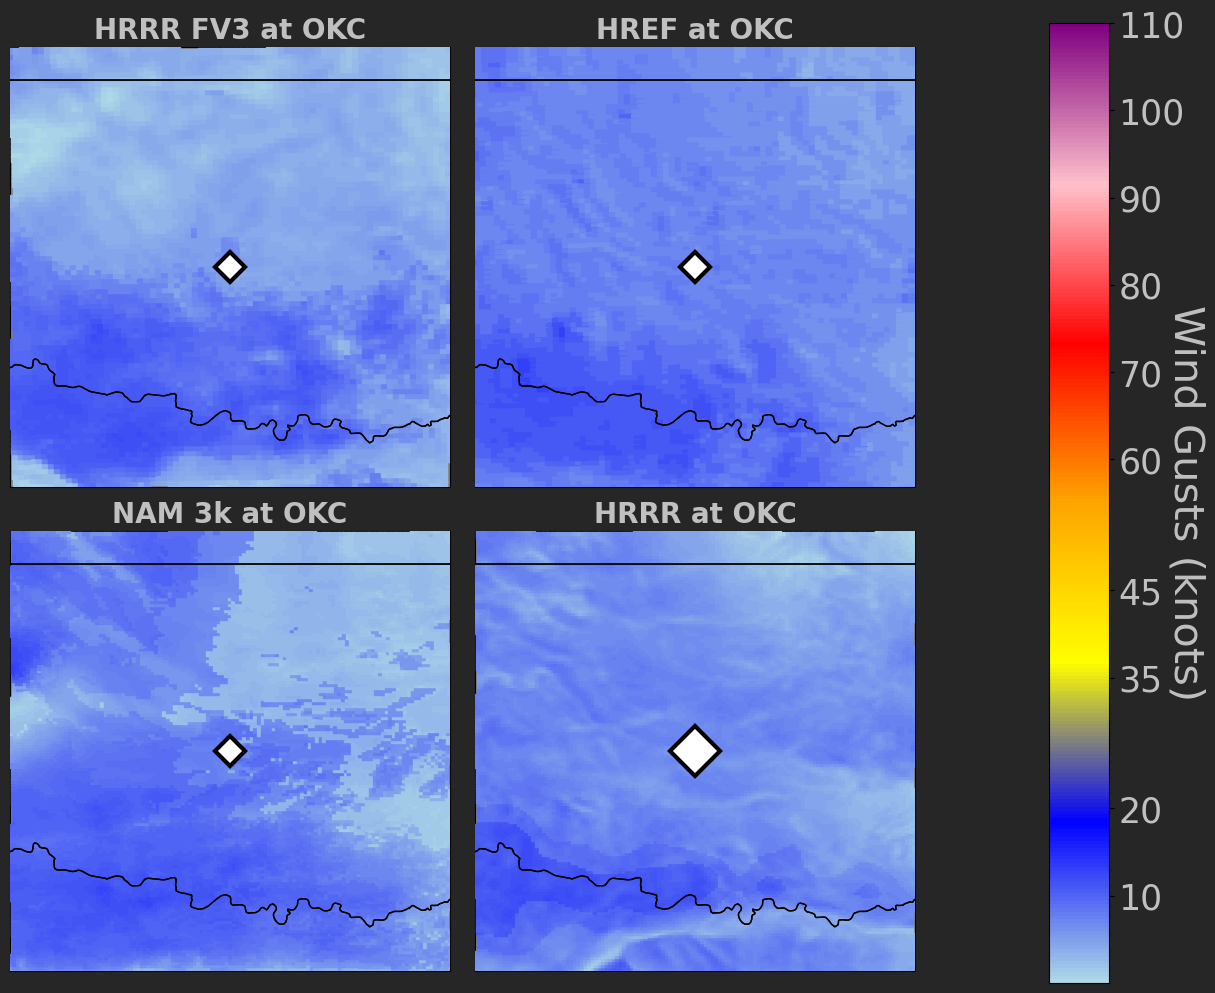 HRRR FV3 at OKC
HREF at OKC
NAM 3k at OKC
HRRR at OKC
110
100
90
80
70
60
45
35
20
10
Wind Gusts (knots)